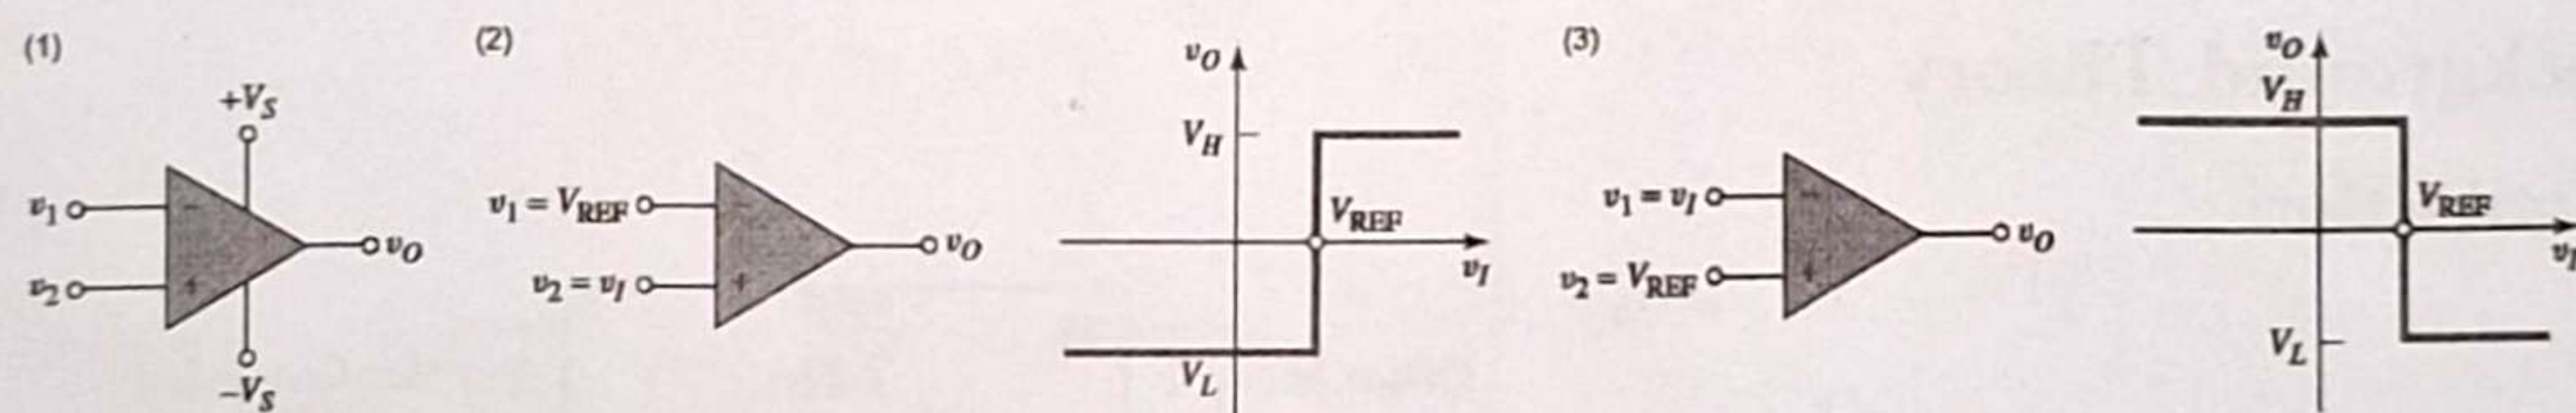 (1)
+V_S
v_1
v_2
−
+
v_O
−V_S
(2)
v_1 = V_REF
v_2 = v_I
−
+
v_O
v_O
V_H
V_REF
v_I
V_L
(3)
v_1 = v_I
v_2 = V_REF
−
+
v_O
v_O
V_H
V_REF
v_I
V_L